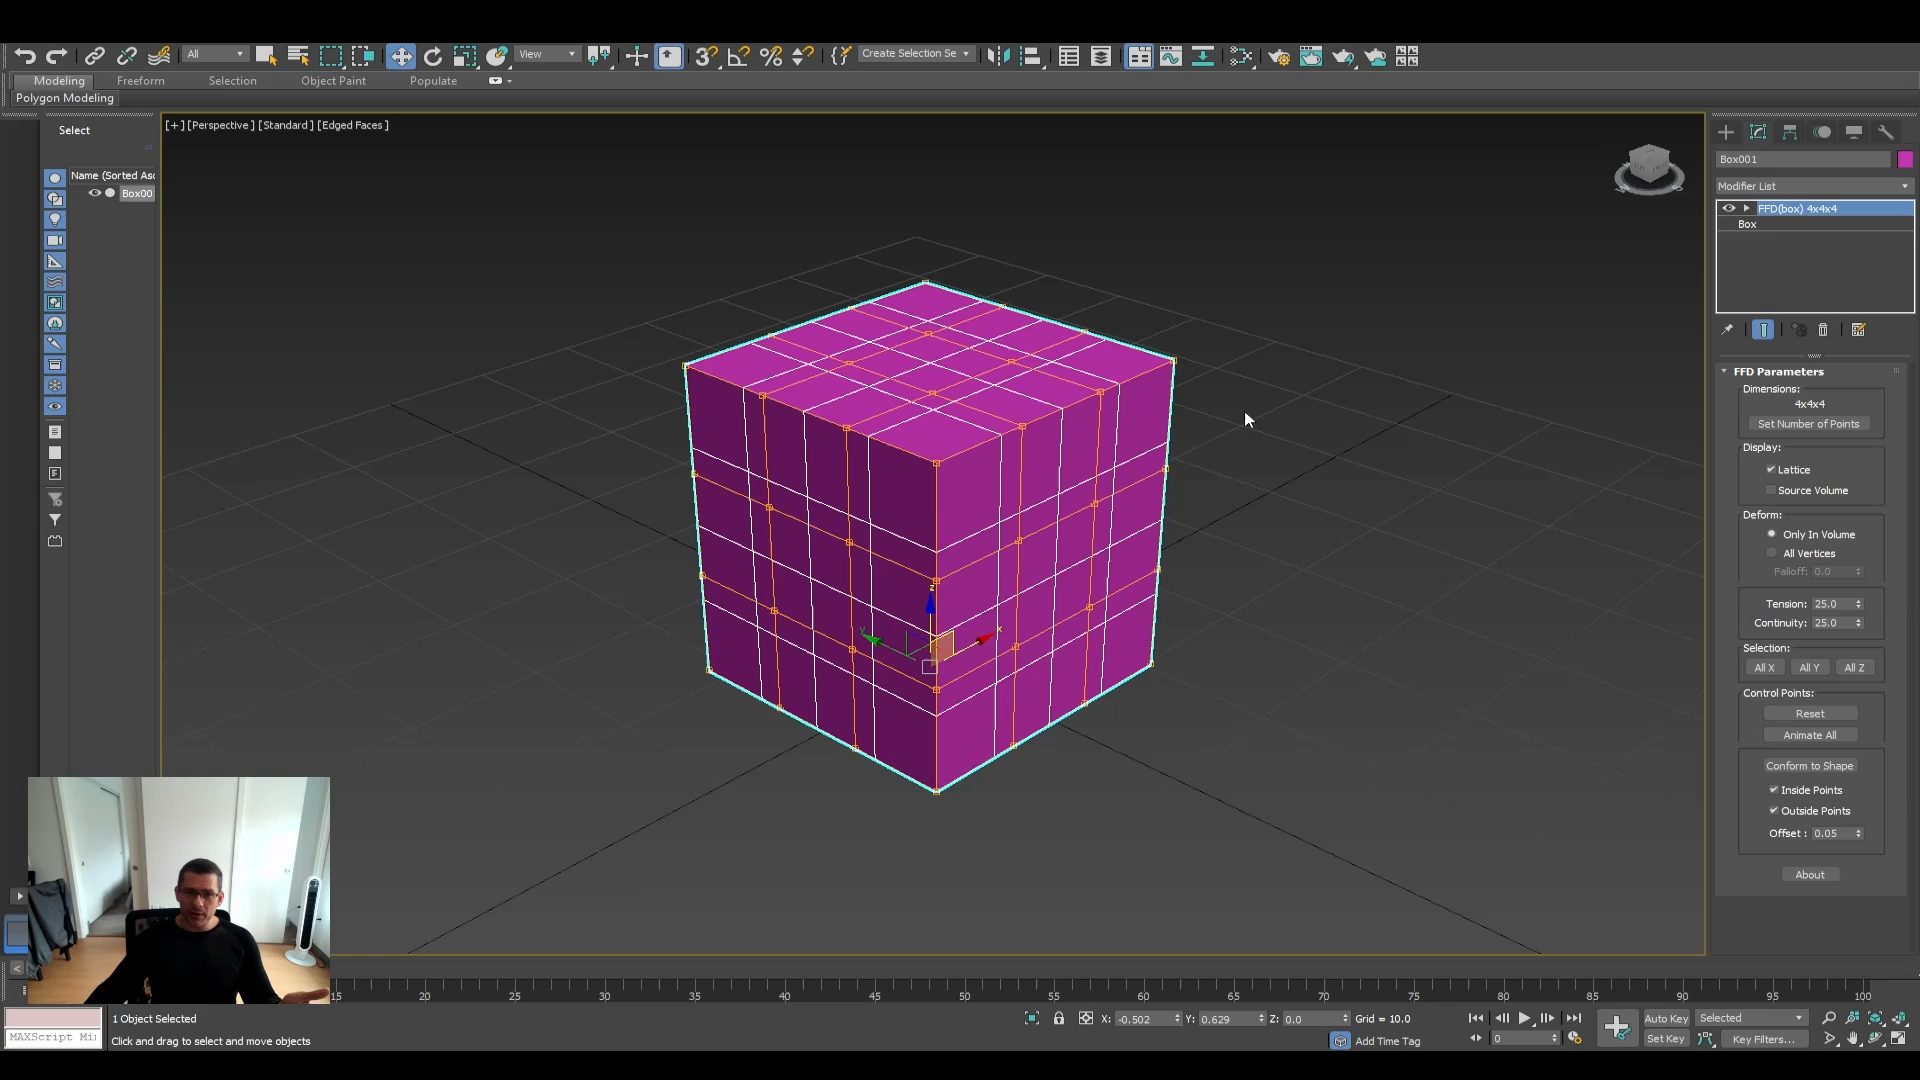 All
View
Create Selection Se
Modeling
Freeform
Selection
Object Paint
Populate
Polygon Modeling
Select
[+] [Perspective] [Standard] [Edged Faces]
Name (Sorted Asc
Box00
Box001
Modifier List
FFD(box) 4x4x4
Box
FFD Parameters
Dimensions:
4x4x4
Set Number of Points
Display:
Lattice
Source Volume
Deform:
Only In Volume
All Vertices
Falloff: 0.0
Tension: 25.0
Continuity: 25.0
Selection:
All X
All Y
All Z
Control Points:
Reset
Animate All
Conform to Shape
Inside Points
Outside Points
Offset : 0.05
About
z
y
x
15 20 25 30 35 40 45 50 55 60 65 70 75 80 85 90 95 100
1 Object Selected
X: -0.502 Y: 0.629 Z: 0.0 Grid = 10.0
Auto Key
Selected
MAXScript Mi
Click and drag to select and move objects
Add Time Tag
0
Set Key
Key Filters...